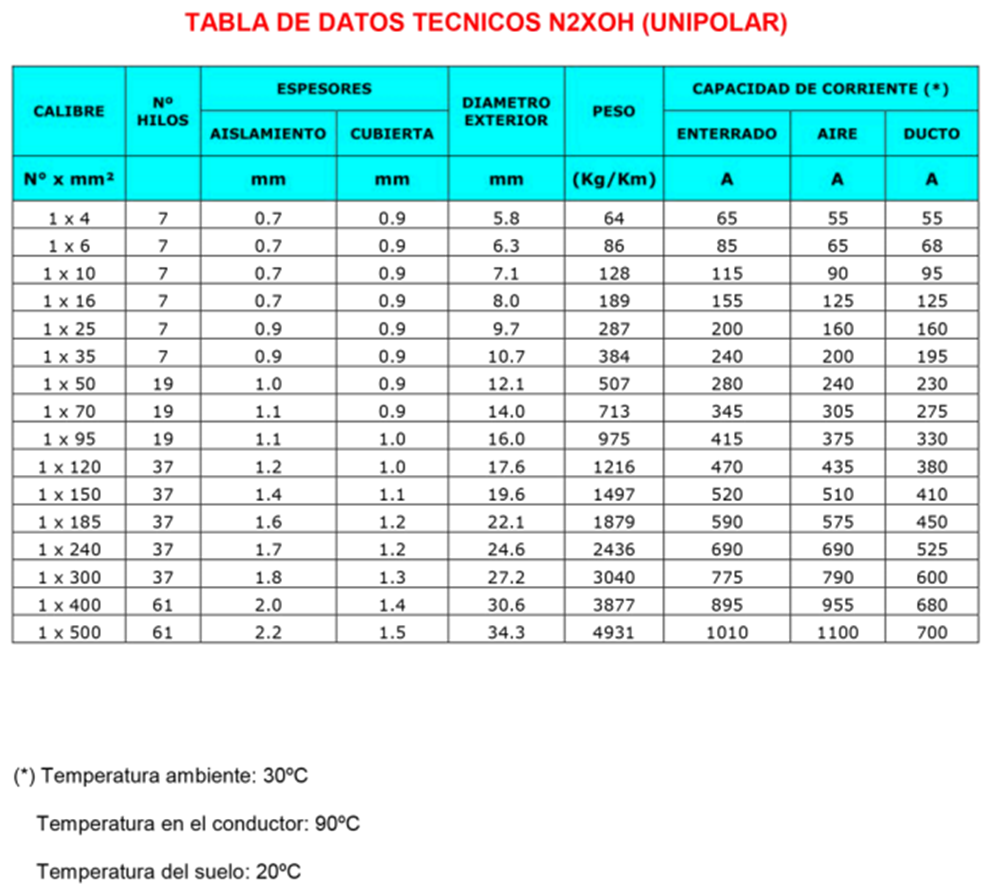 TABLA DE DATOS TECNICOS N2XOH (UNIPOLAR)
CALIBRE Nº HILOS ESPESORES DIAMETRO EXTERIOR PESO CAPACIDAD DE CORRIENTE (*)
AISLAMIENTO CUBIERTA ENTERRADO AIRE DUCTO
Nº x mm² mm mm mm (Kg/Km) A A A
1 x 4 7 0.7 0.9 5.8 64 65 55 55
1 x 6 7 0.7 0.9 6.3 86 85 65 68
1 x 10 7 0.7 0.9 7.1 128 115 90 95
1 x 16 7 0.7 0.9 8.0 189 155 125 125
1 x 25 7 0.9 0.9 9.7 287 200 160 160
1 x 35 7 0.9 0.9 10.7 384 240 200 195
1 x 50 19 1.0 0.9 12.1 507 280 240 230
1 x 70 19 1.1 0.9 14.0 713 345 305 275
1 x 95 19 1.1 1.0 16.0 975 415 375 330
1 x 120 37 1.2 1.0 17.6 1216 470 435 380
1 x 150 37 1.4 1.1 19.6 1497 520 510 410
1 x 185 37 1.6 1.2 22.1 1879 590 575 450
1 x 240 37 1.7 1.2 24.6 2436 690 690 525
1 x 300 37 1.8 1.3 27.2 3040 775 790 600
1 x 400 61 2.0 1.4 30.6 3877 895 955 680
1 x 500 61 2.2 1.5 34.3 4931 1010 1100 700
(*) Temperatura ambiente: 30ºC
Temperatura en el conductor: 90ºC
Temperatura del suelo: 20ºC